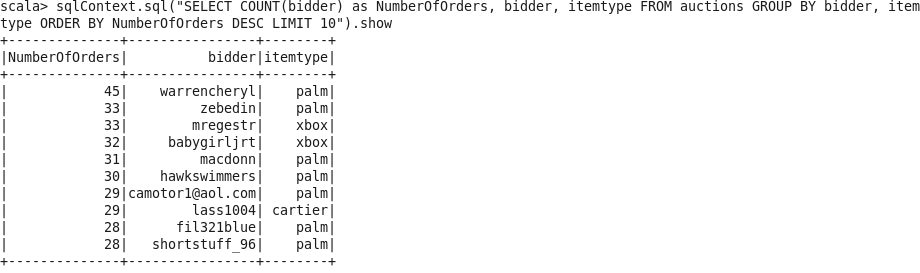 scala> sqlContext.sql("SELECT COUNT(bidder) as NumberOfOrders, bidder, itemtype FROM auctions GROUP BY bidder, item
type ORDER BY NumberOfOrders DESC LIMIT 10").show
+--------------+----------------+--------+
|NumberOfOrders|          bidder|itemtype|
+--------------+----------------+--------+
|            45|    warrencheryl|    palm|
|            33|         zebedin|    palm|
|            33|        mregestr|    xbox|
|            32|     babygirljrt|    xbox|
|            31|         macdonn|    palm|
|            30|    hawkswimmers|    palm|
|            29|camotor1@aol.com|    palm|
|            29|        lass1004| cartier|
|            28|      fil321blue|    palm|
|            28|   shortstuff_96|    palm|
+--------------+----------------+--------+